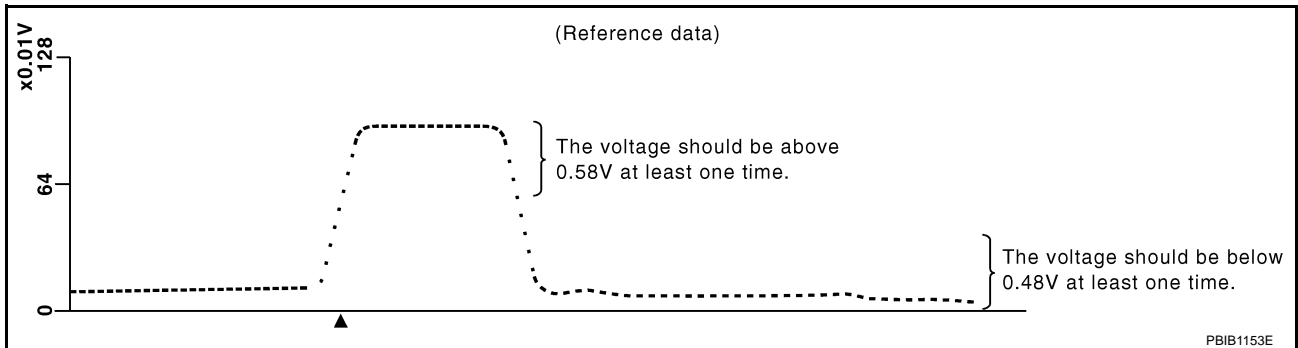 (Reference data)
x0.01V
128
The voltage should be above
0.58V at least one time.
64
The voltage should be below
0.48V at least one time.
0
PBIB1153E